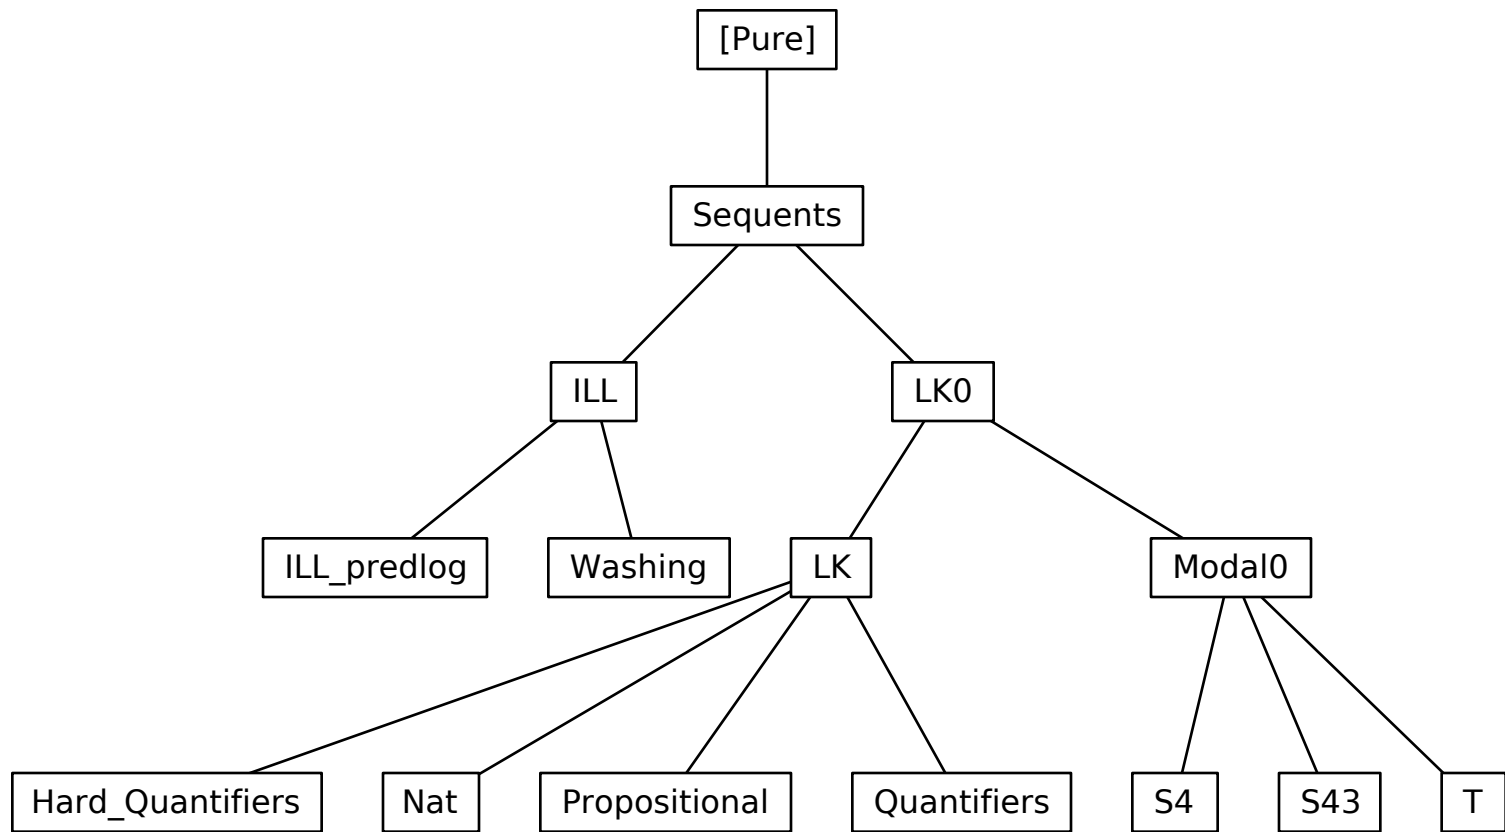 [Pure]
Sequents
ILL
LK0
ILL_predlog
Washing
LK
Modal0
Hard_Quantifiers
Nat
Propositional
Quantifiers
S4
S43
T